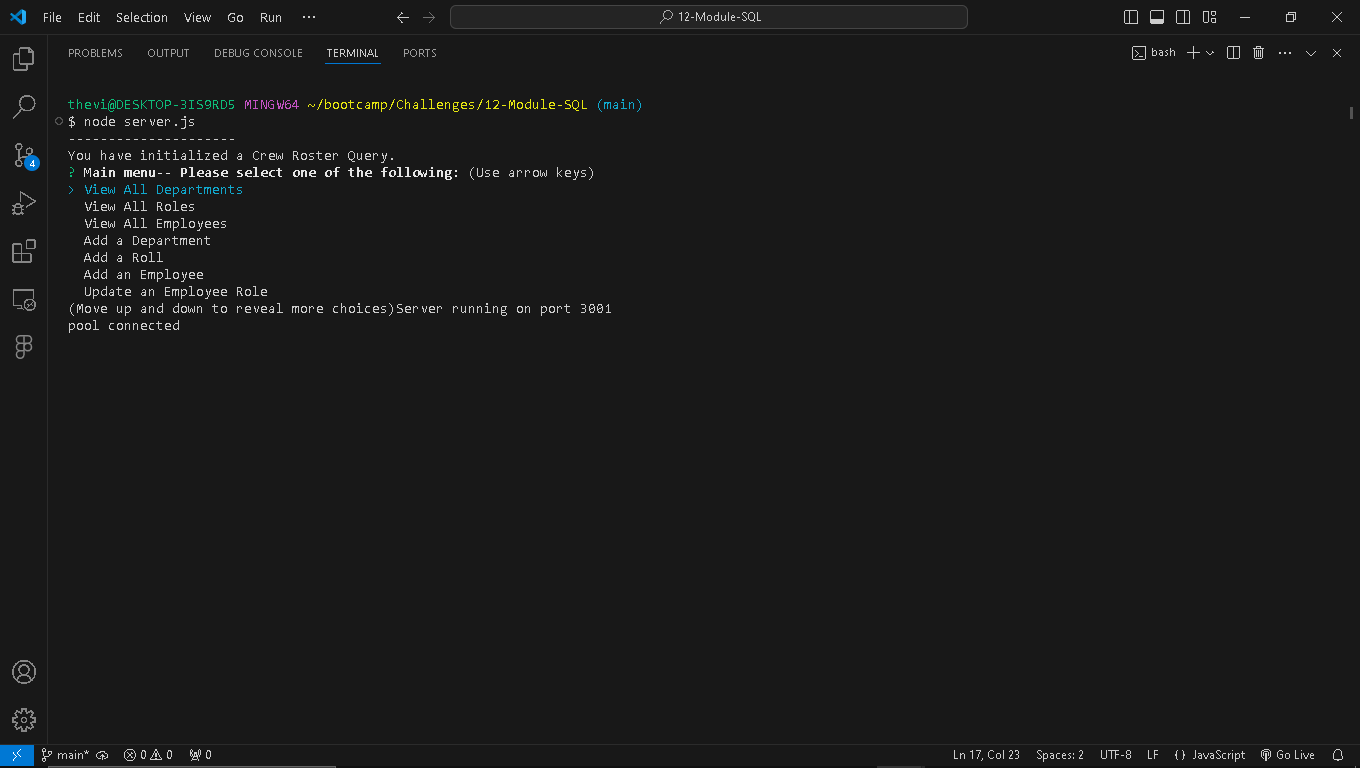 File Edit Selection View Go Run ··· 12-Module-SQL
PROBLEMS OUTPUT DEBUG CONSOLE TERMINAL PORTS bash
thevi@DESKTOP-3IS9RD5 MINGW64 ~/bootcamp/Challenges/12-Module-SQL (main)
$ node server.js
---------------------
You have initialized a Crew Roster Query.
? Main menu-- Please select one of the following: (Use arrow keys)
> View All Departments
View All Roles
View All Employees
Add a Department
Add a Roll
Add an Employee
Update an Employee Role
(Move up and down to reveal more choices)Server running on port 3001
pool connected
4
main* 0 0 0 Ln 17, Col 23 Spaces: 2 UTF-8 LF {} JavaScript Go Live